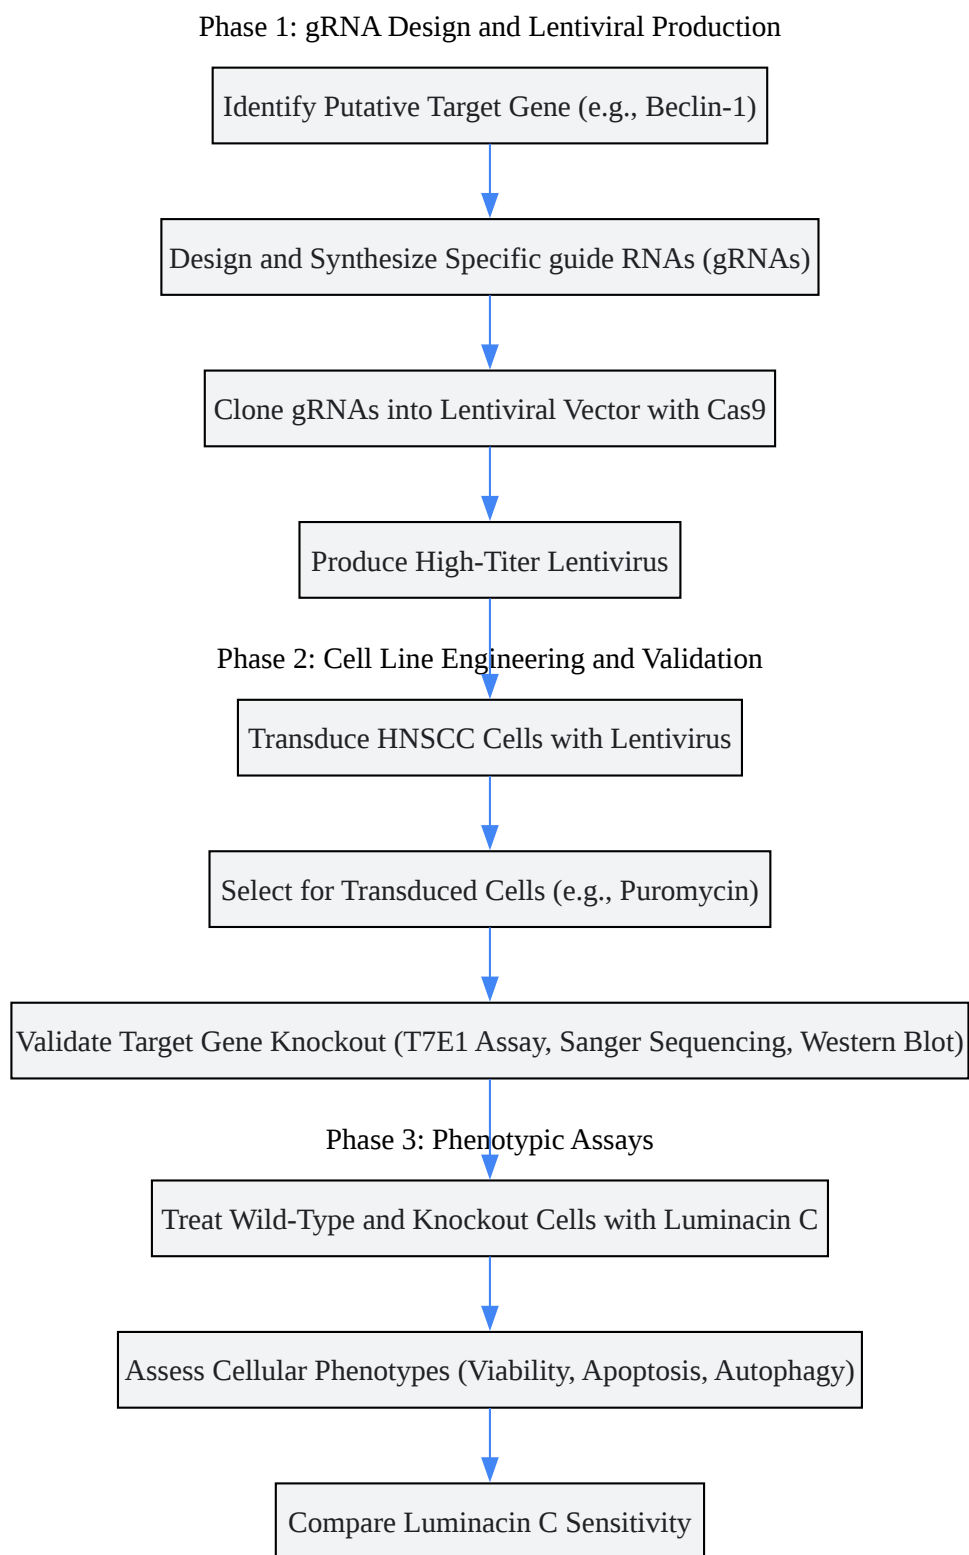 Phase 1: gRNA Design and Lentiviral Production
Identify Putative Target Gene (e.g., Beclin-1)
Design and Synthesize Specific guide RNAs (gRNAs)
Clone gRNAs into Lentiviral Vector with Cas9
Produce High-Titer Lentivirus
Phase 2: Cell Line Engineering and Validation
Transduce HNSCC Cells with Lentivirus
Select for Transduced Cells (e.g., Puromycin)
Validate Target Gene Knockout (T7E1 Assay, Sanger Sequencing, Western Blot)
Phase 3: Phenotypic Assays
Treat Wild-Type and Knockout Cells with Luminacin C
Assess Cellular Phenotypes (Viability, Apoptosis, Autophagy)
Compare Luminacin C Sensitivity